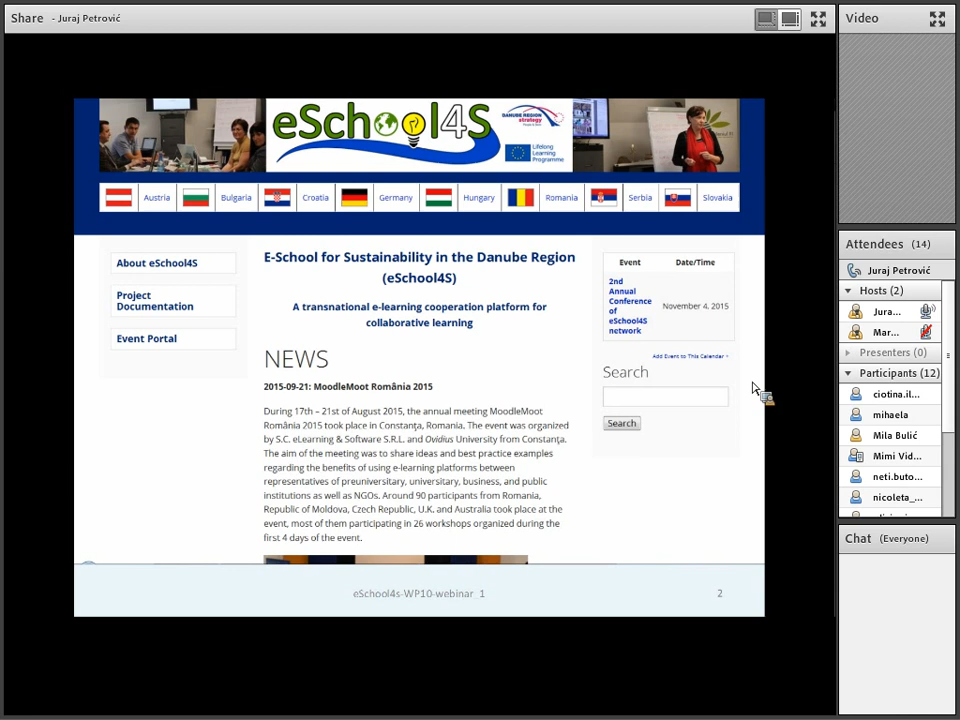 Share - Juraj Petrović
eSchool4S
DANUBE REGION
strategy
Lifelong
Learning
Programme
Austria Bulgaria Croatia Germany Hungary Romania Serbia Slovakia
About eSchool4S
Project
Documentation
Event Portal
E-School for Sustainability in the Danube Region
(eSchool4S)
A transnational e-learning cooperation platform for
collaborative learning
NEWS
2015-09-21: MoodleMoot România 2015
During 17th – 21st of August 2015, the annual meeting MoodleMoot
România 2015 took place in Constanţa, Romania. The event was organized
by S.C. eLearning & Software S.R.L. and Ovidius University from Constanţa.
The aim of the meeting was to share ideas and best practice examples
regarding the benefits of using e-learning platforms between
representatives of preuniversitary, universitary, business, and public
institutions as well as NGOs. Around 90 participants from Romania,
Republic of Moldova, Czech Republic, U.K. and Australia took place at the
event, most of them participating in 26 workshops organized during the
first 4 days of the event.
Event Date/Time
2nd
Annual
Conference
of
eSchool4S
network
November 4, 2015
Add Event to This Calendar »
Search
Search
eSchool4s-WP10-webinar 1
2
Video
Attendees (14)
Juraj Petrović
Hosts (2)
Jura...
Mar...
Presenters (0)
Participants (12)
ciotina.il...
mihaela
Mila Bulić
Mimi Vid...
neti.buto...
nicoleta_...
Chat (Everyone)